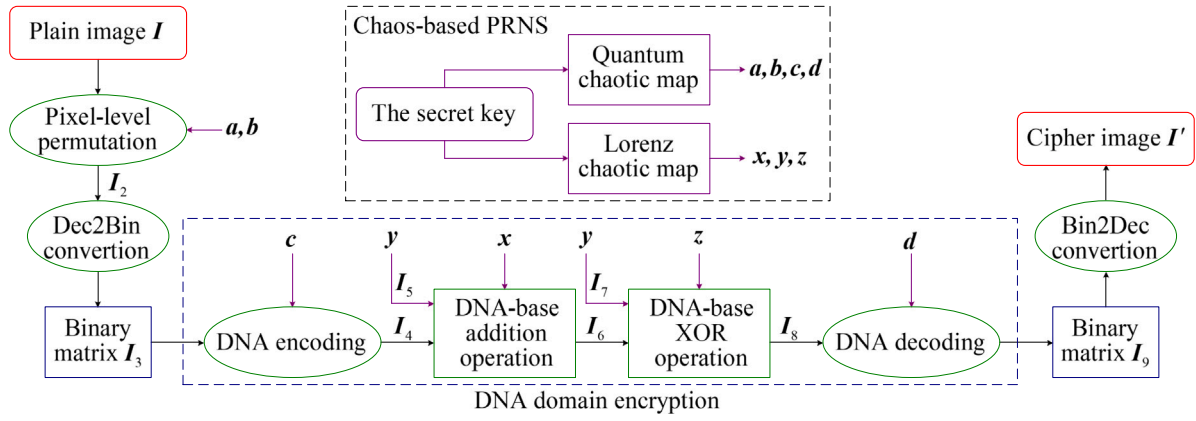 Plain image I
Pixel-level
permutation
a,b
I2
Dec2Bin
convertion
Binary
matrix I3
Chaos-based PRNS
The secret key
Quantum
chaotic map
a,b,c,d
Lorenz
chaotic map
x,y,z
c
y
x
y
z
d
I5
I7
DNA encoding
I4
DNA-base
addition
operation
I6
DNA-base
XOR
operation
I8
DNA decoding
DNA domain encryption
Cipher image I'
Bin2Dec
convertion
Binary
matrix I9